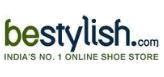 bestylish.com
INDIA'S NO. 1 ONLINE SHOE STORE